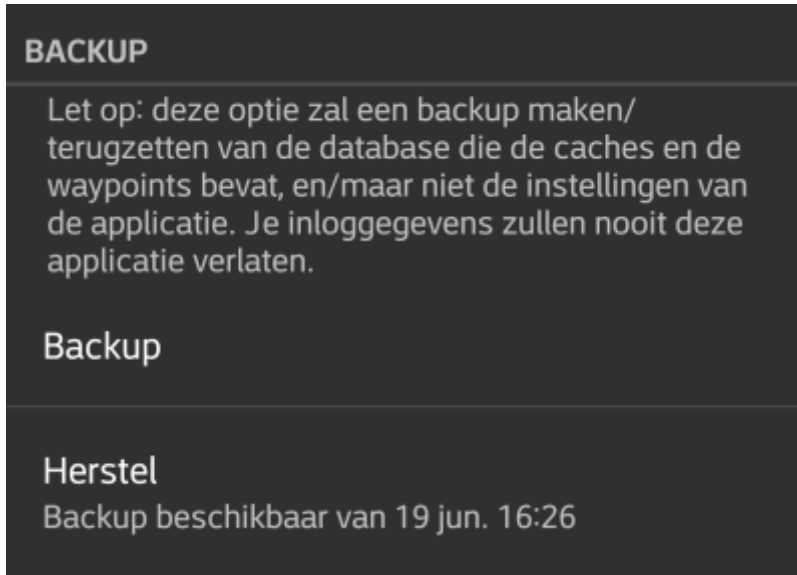 BACKUP
Let op: deze optie zal een backup maken/
terugzetten van de database die de caches en de
waypoints bevat, en/maar niet de instellingen van
de applicatie. Je inloggegevens zullen nooit deze
applicatie verlaten.
Backup
Herstel
Backup beschikbaar van 19 jun. 16:26